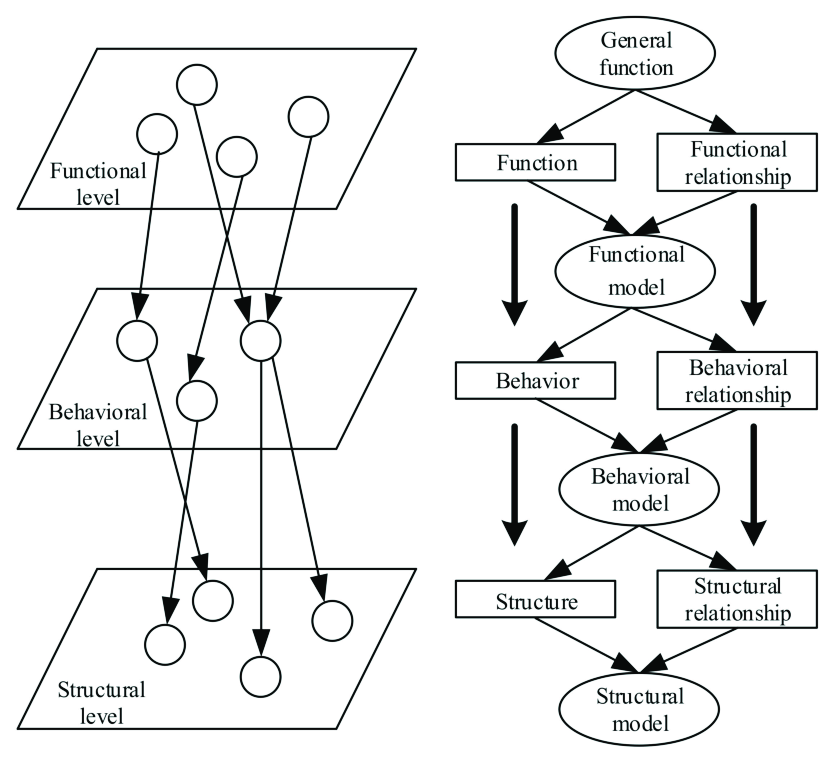 Functional
level
Behavioral
level
Structural
level
General
function
Function
Functional
relationship
Functional
model
Behavior
Behavioral
relationship
Behavioral
model
Structure
Structural
relationship
Structural
model